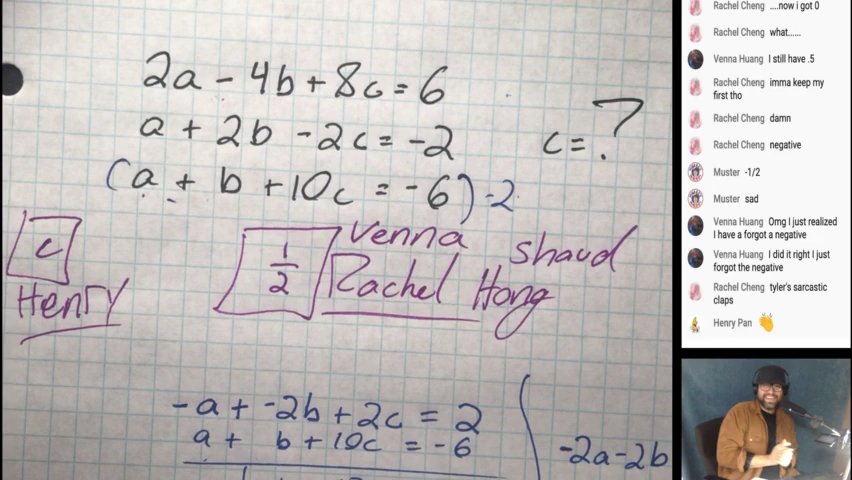 2a - 4b + 8c = 6
a + 2b - 2c = -2
c = ?
(a + b + 10c = -6) -2
c
Henry
1/2
Venna
shaud
Rachel
Hong
-a + -2b + 2c = 2
a + b + 10c = -6
-2a - 2b
Rachel Cheng ....now i got 0
Rachel Cheng what......
Venna Huang I still have .5
Rachel Cheng imma keep my
first tho
Rachel Cheng damn
Rachel Cheng negative
Muster -1/2
Muster sad
Venna Huang Omg I just realized
I have a forgot a negative
Venna Huang I did it right I just
forgot the negative
Rachel Cheng tyler's sarcastic
claps
Henry Pan 👏